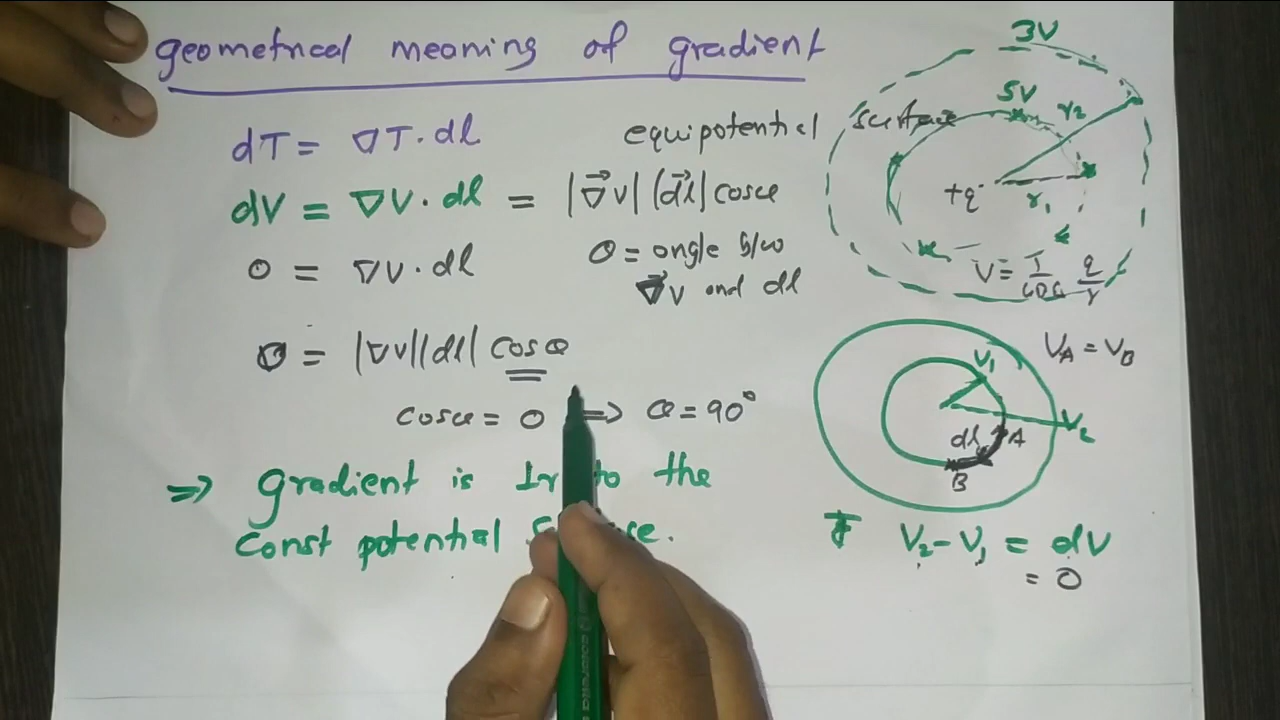 geometrical meaning of gradient
dT = ∇T · dl
equipotential surface
dV = ∇V · dl = |∇⃗V| |dl⃗| cosθ
0 = ∇V · dl
θ = angle b/w
∇V and dl
0 = |∇V||dl| cosθ
cosθ = 0 ⟹ θ = 90°
⇒ gradient is ⊥r to the
const potential
3V
5V
r2
+q
r1
V = 1 q
r
V1
VA = VB
V2
dl
A
B
V2 - V1 = dV
= 0